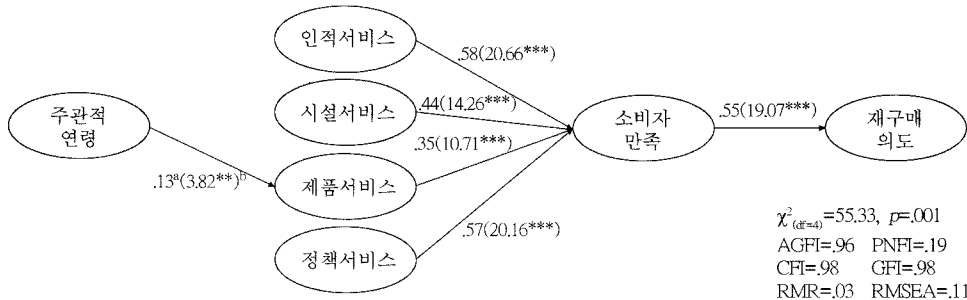 인적서비스
.58(20.66***)
시설서비스
.44(14.26***)
주관적
연령
소비자
만족
.55(19.07***)
재구매
의도
.35(10.71***)
.13ᵃ(3.82**)ᵇ
제품서비스
.57(20.16***)
정책서비스
χ²(df=4)=55.33, p=.001
AGFI=.96 PNFI=.19
CFI=.98 GFI=.98
RMR=.03 RMSEA=.11